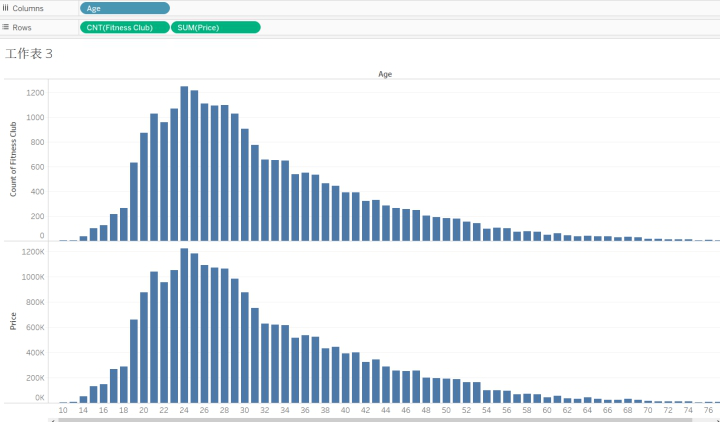 Columns
Age
Rows
CNT(Fitness Club)
SUM(Price)
工作表 3
Age
Count of Fitness Club
1200
1000
800
600
400
200
0
Price
1200K
1000K
800K
600K
400K
200K
0K
10 12 14 16 18 20 22 24 26 28 30 32 34 36 38 40 42 44 46 48 50 52 54 56 58 60 62 64 66 68 70 72 74 76